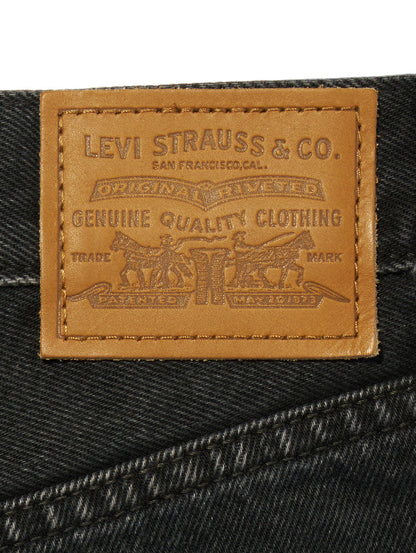 LEVI STRAUSS & CO.
SAN FRANCISCO, CAL.
ORIGINAL RIVETED
GENUINE QUALITY CLOTHING
TRADE MARK
PATENTED MAY 20 1873